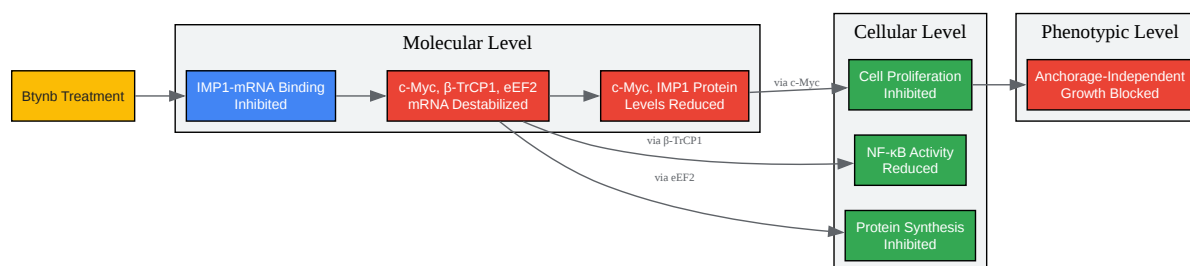 Btynb Treatment
Molecular Level
IMP1-mRNA Binding
Inhibited
c-Myc, β-TrCP1, eEF2
mRNA Destabilized
c-Myc, IMP1 Protein
Levels Reduced
via c-Myc
via β-TrCP1
via eEF2
Cellular Level
Cell Proliferation
Inhibited
NF-κB Activity
Reduced
Protein Synthesis
Inhibited
Phenotypic Level
Anchorage-Independent
Growth Blocked